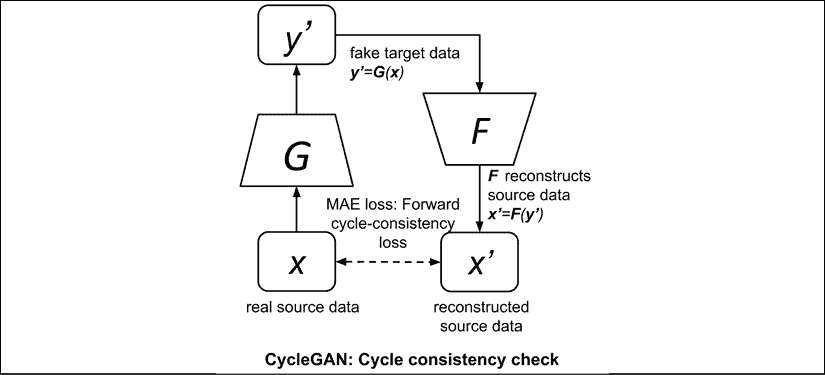 y’
fake target data
y’=G(x)
G
F
F reconstructs
source data
x’=F(y’)
MAE loss: Forward
cycle-consistency
loss
x
x’
real source data
reconstructed
source data
CycleGAN: Cycle consistency check